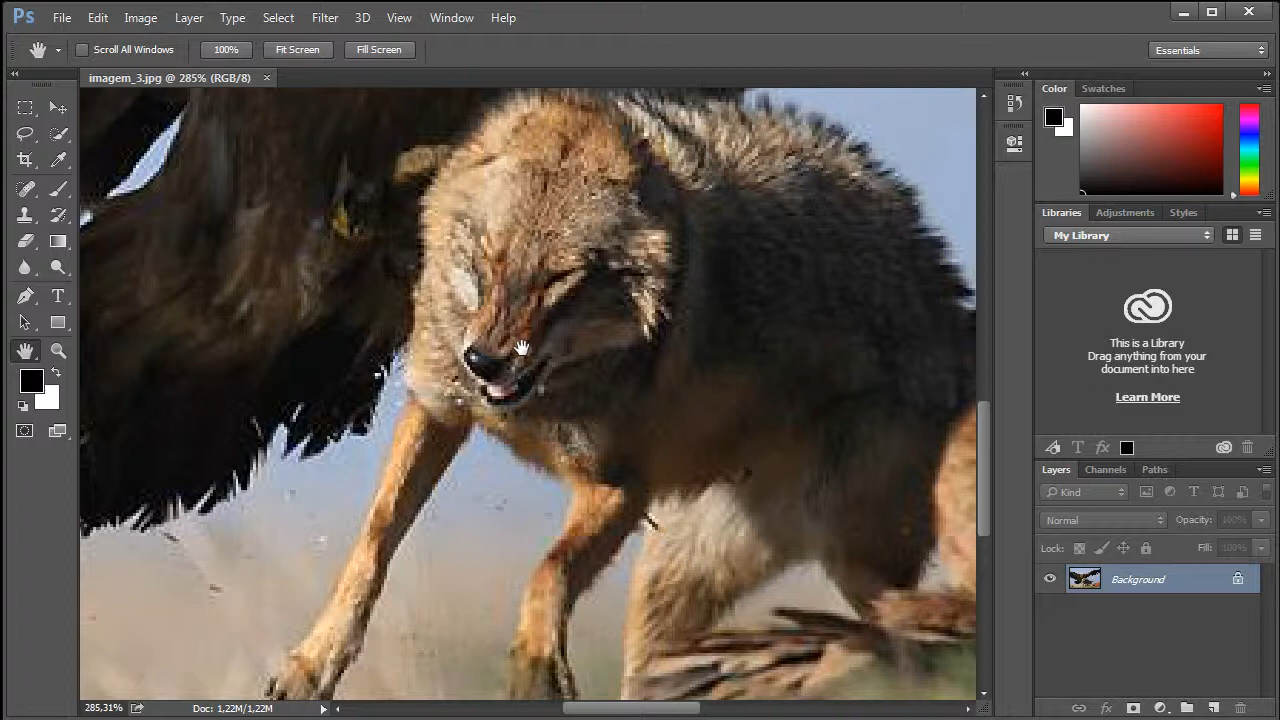 Ps File Edit Image Layer Type Select Filter 3D View Window Help
Scroll All Windows 100% Fit Screen Fill Screen Essentials
imagem_3.jpg @ 285% (RGB/8) ×
Color Swatches
Libraries Adjustments Styles
My Library
This is a Library
Drag anything from your
document into here
Learn More
Layers Channels Paths
Kind
Normal Opacity: 100%
Lock: Fill: 100%
Background
285,31% Doc: 1,22M/1,22M